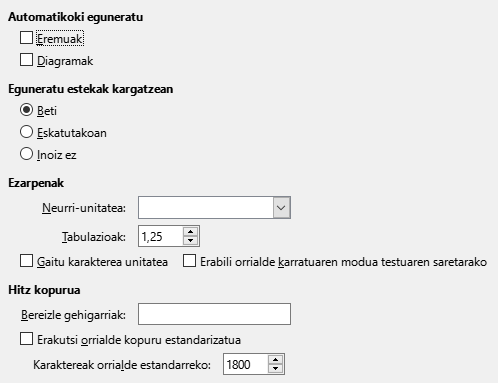 Automatikoki eguneratu
Eremuak
Diagramak
Eguneratu estekak kargatzean
Beti
Eskatutakoan
Inoiz ez
Ezarpenak
Neurri-unitatea:
Tabulazioak: 1,25
Gaitu karakterea unitatea Erabili orrialde karratuaren modua testuaren saretarako
Hitz kopurua
Bereizle gehigarriak:
Erakutsi orrialde kopuru estandarizatua
Karaktereak orrialde estandarreko: 1800